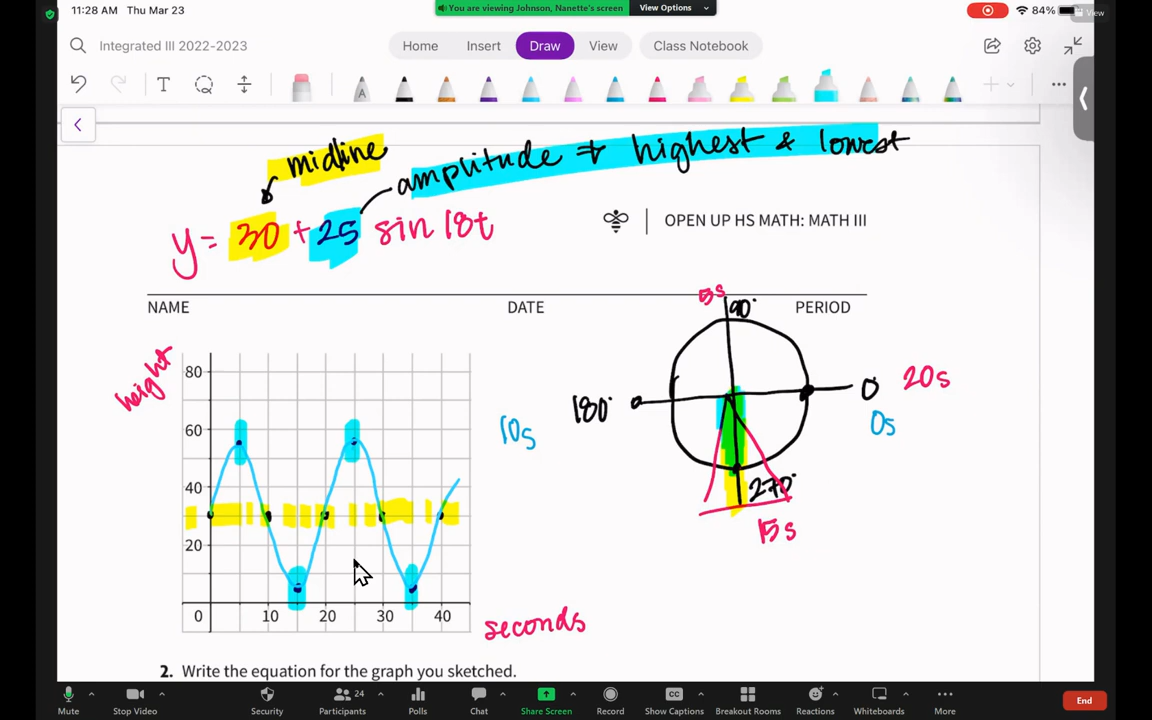 11:28 AM Thu Mar 23
You are viewing Johnson, Nanette's screen
View Options
84%
View
Integrated III 2022-2023
Home
Insert
Draw
View
Class Notebook
T
A
midline
amplitude → highest & lowest
y = 30 + 25 sin 18t
OPEN UP HS MATH: MATH III
NAME
DATE
PERIOD
height
80
60
40
20
0
10
20
30
40
seconds
5s
90°
180°
10s
0°
20s
0s
270°
15s
2. Write the equation for the graph you sketched.
Mute
Stop Video
Security
24
Participants
Polls
Chat
Share Screen
Record
CC
Show Captions
Breakout Rooms
Reactions
Whiteboards
More
End